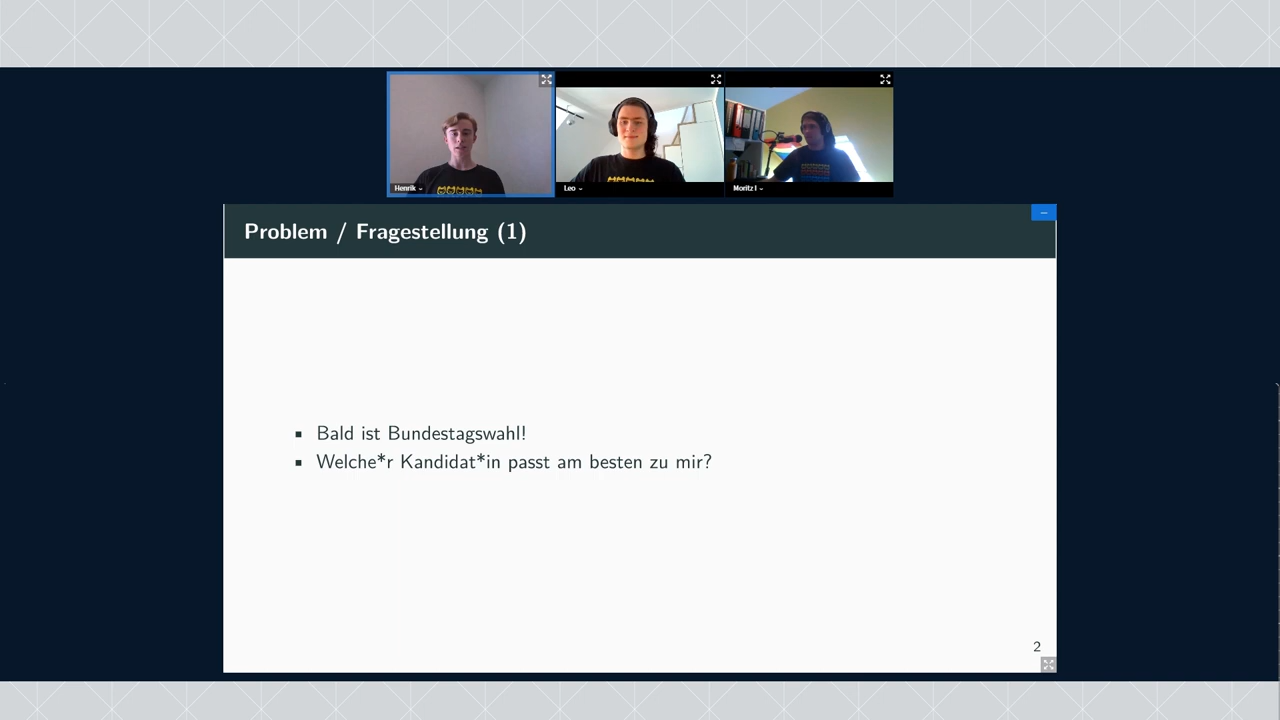 Henrik
Leo
Moritz I
Problem / Fragestellung (1)
Bald ist Bundestagswahl!
Welche*r Kandidat*in passt am besten zu mir?
2